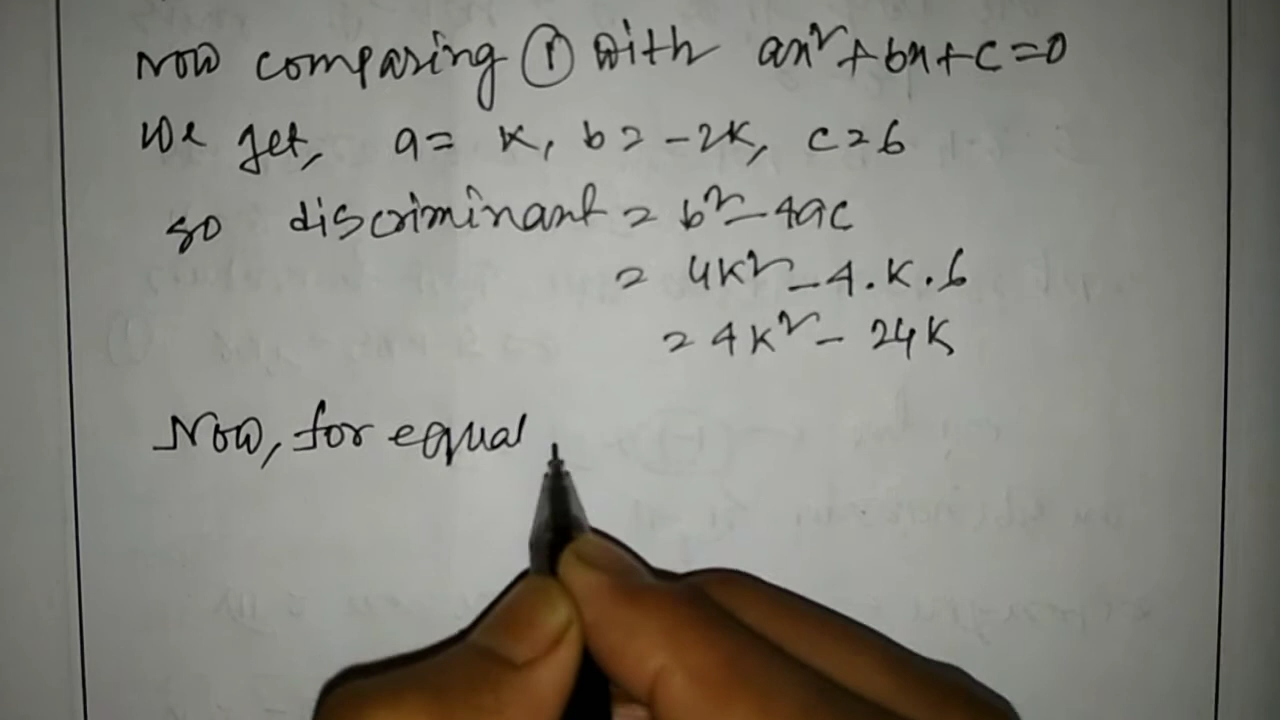 Now comparing ① with ax²+bx+c=0
We get, a= K, b= -2K, c=6
so discriminant = b²-4ac
= 4K²-4.K.6
= 4K²- 24K
Now, for equal